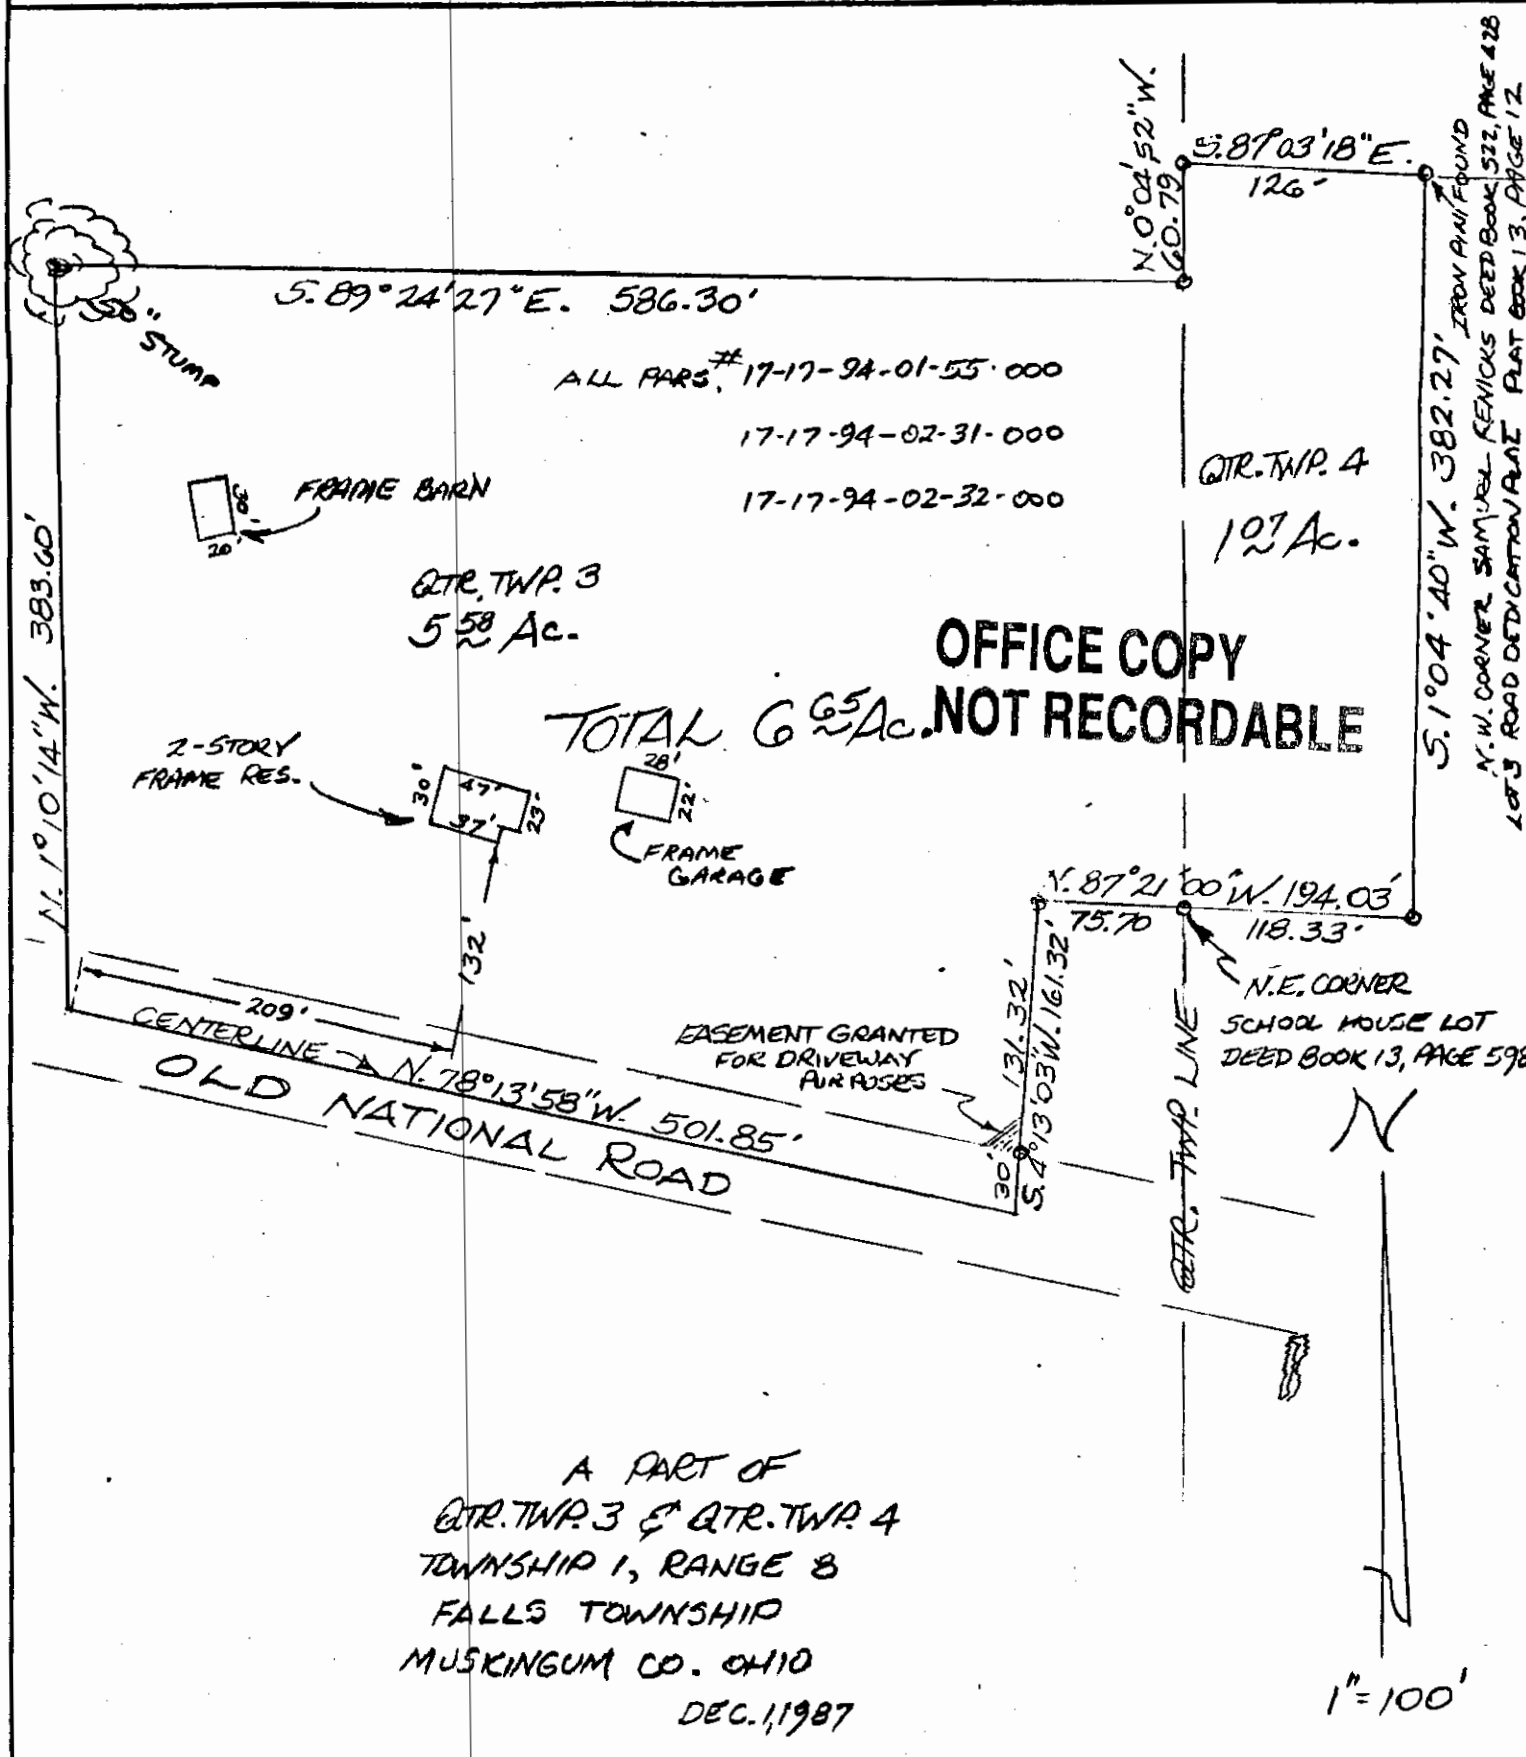 N.0°04'52"W.
60.79
S.87°03'18"E.
126'
IRON PIN FOUND
N.W. CORNER SAMUEL RENICKS DEED BOOK 522, PAGE 428
LOT 3 ROAD DEDICATION PLAT PLAT BOOK 13, PAGE 12
S.89°24'27"E. 586.30'
STUMP
ALL PARS. # 17-17-94-01-55-000
17-17-94-02-31-000
17-17-94-02-32-000
QTR. TWP. 4
1 07 Ac.
S.1°04'40"W. 382.27'
FRAME BARN
30'
20'
N.1°10'14"W. 383.60'
QTR. TWP. 3
5 58 Ac.
OFFICE COPY
NOT RECORDABLE
TOTAL 6 65 Ac.
2-STORY
FRAME RES.
30'
47'
37'
23'
28'
22'
FRAME
GARAGE
132'
N.87°21'00"W. 194.03'
75.70
118.33'
N.E. CORNER
SCHOOL HOUSE LOT
DEED BOOK 13, PAGE 598
209'
CENTERLINE
N.78°13'58"W. 501.85'
OLD NATIONAL ROAD
EASEMENT GRANTED
FOR DRIVEWAY
PURPOSES
131.32'
S.4°13'03"W. 161.32'
30'
QTR. TWP. LINE
N
1"=100'
A PART OF
QTR. TWP. 3 & QTR. TWP. 4
TOWNSHIP 1, RANGE 8
FALLS TOWNSHIP
MUSKINGUM CO. OHIO
DEC. 1, 1987